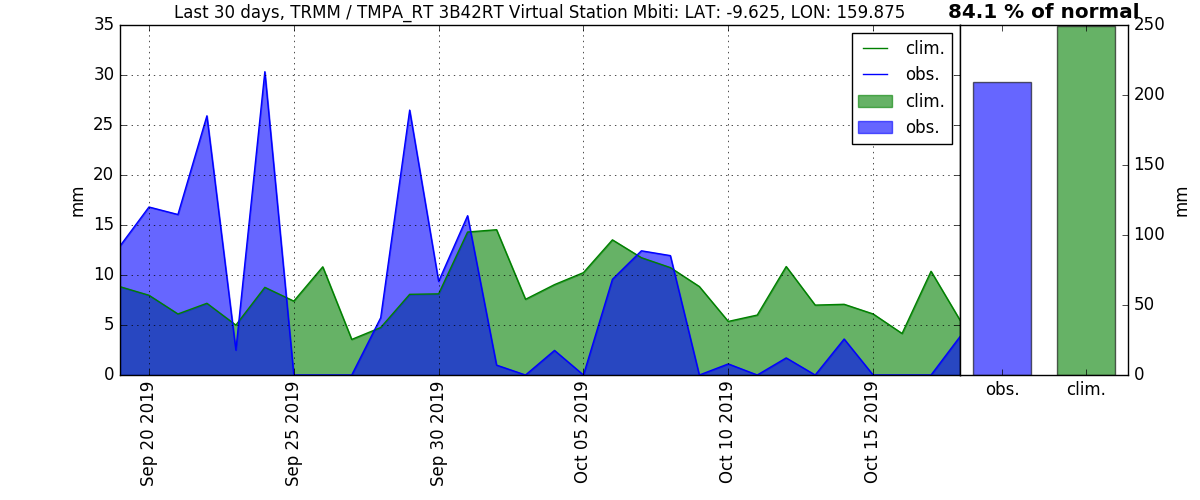 Last 30 days, TRMM / TMPA_RT 3B42RT Virtual Station Mbiti: LAT: -9.625, LON: 159.875
84.1 % of normal
35
30
25
20
15
10
5
0
mm
clim.
obs.
clim.
obs.
250
200
150
100
50
0
mm
obs.
clim.
Sep 20 2019
Sep 25 2019
Sep 30 2019
Oct 05 2019
Oct 10 2019
Oct 15 2019